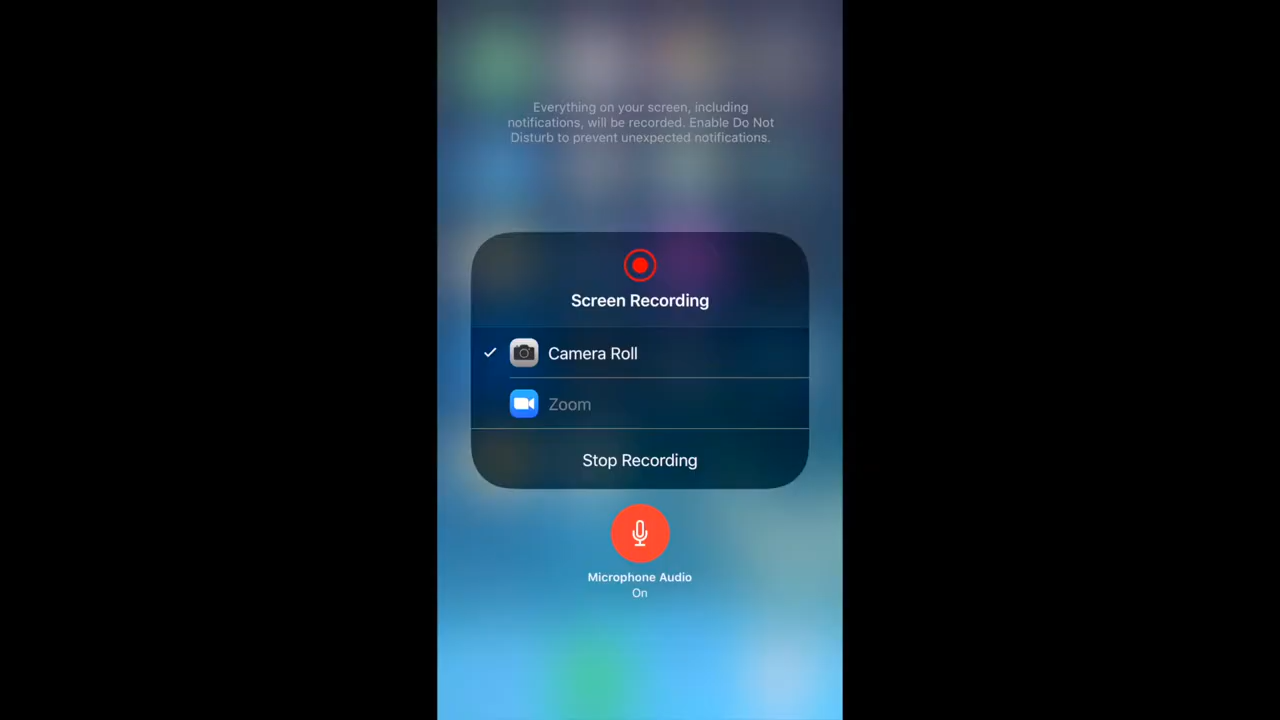 Everything on your screen, including
notifications, will be recorded. Enable Do Not
Disturb to prevent unexpected notifications.
Screen Recording
Camera Roll
Zoom
Stop Recording
Microphone Audio
On